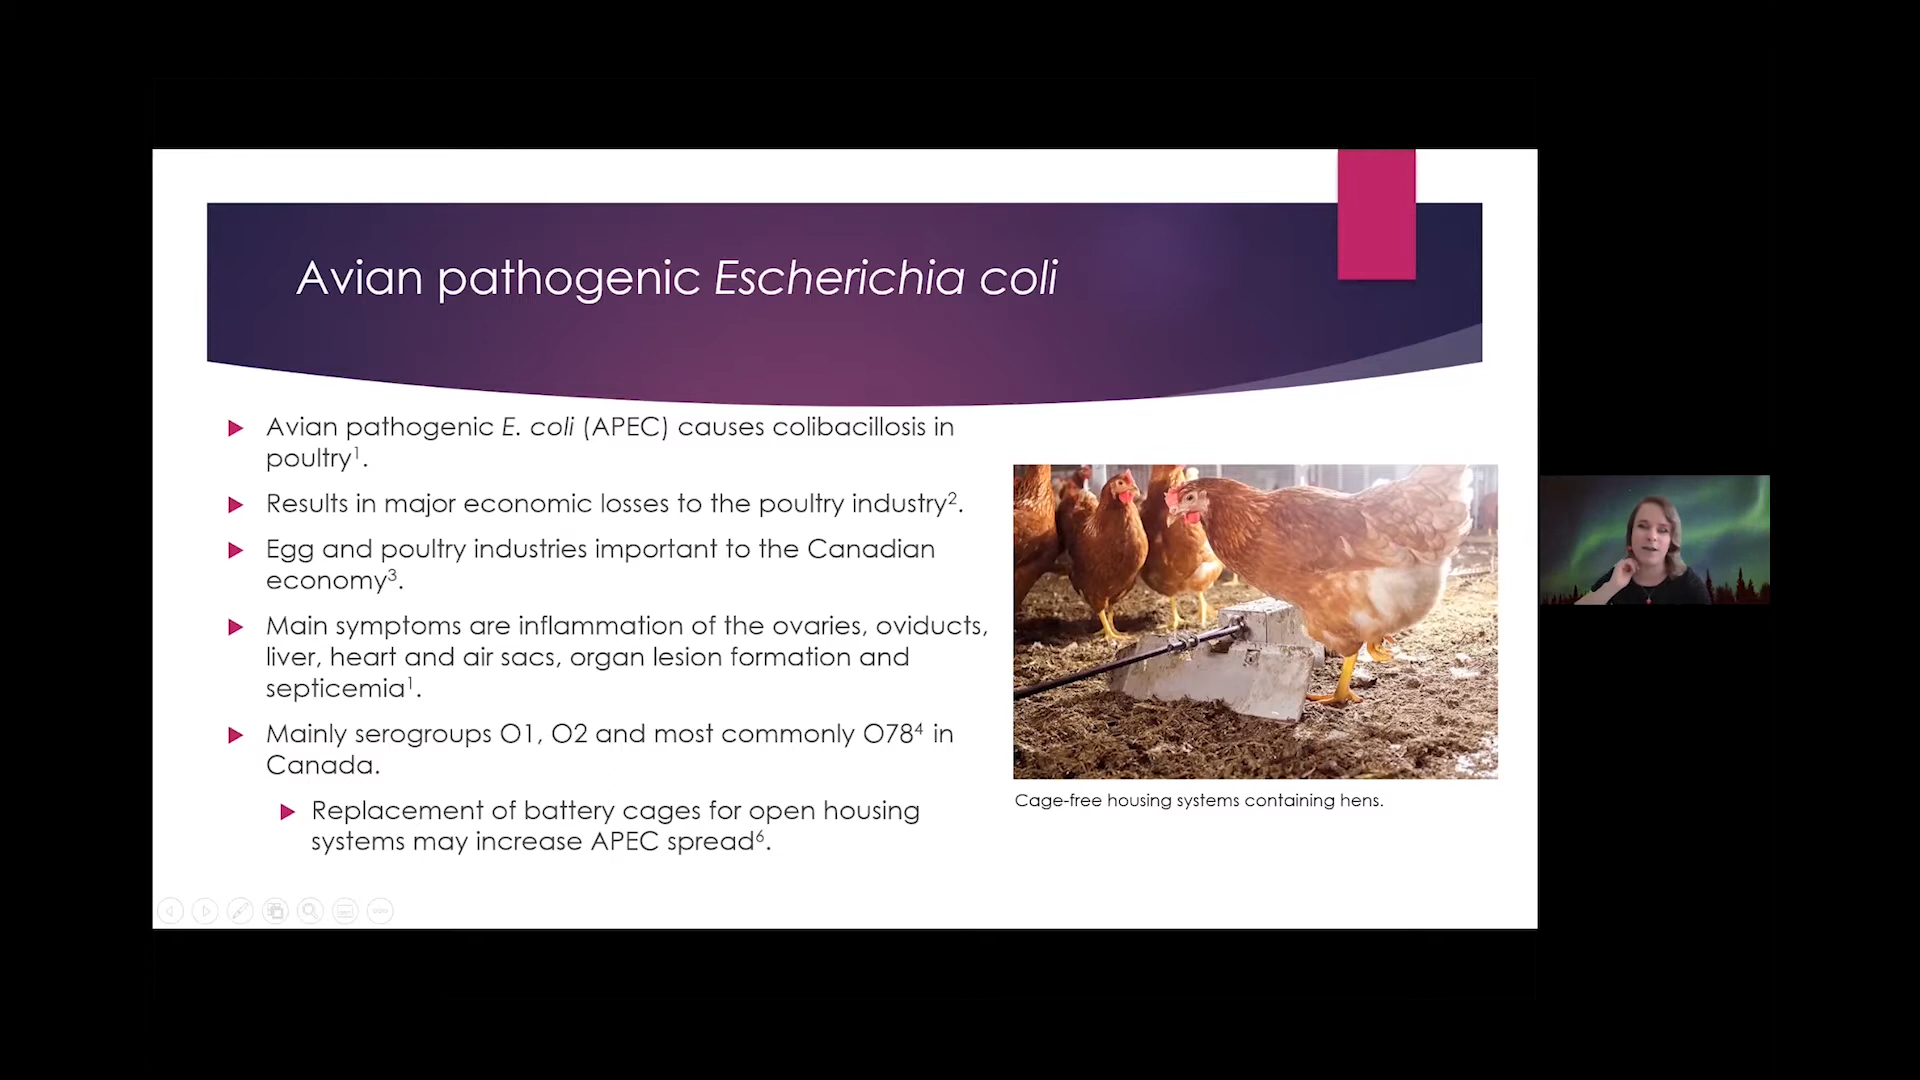 Avian pathogenic Escherichia coli
Avian pathogenic E. coli (APEC) causes colibacillosis in
poultry¹.
Results in major economic losses to the poultry industry².
Egg and poultry industries important to the Canadian
economy³.
Main symptoms are inflammation of the ovaries, oviducts,
liver, heart and air sacs, organ lesion formation and
septicemia¹.
Mainly serogroups O1, O2 and most commonly O78⁴ in
Canada.
Replacement of battery cages for open housing
systems may increase APEC spread⁶.
Cage-free housing systems containing hens.